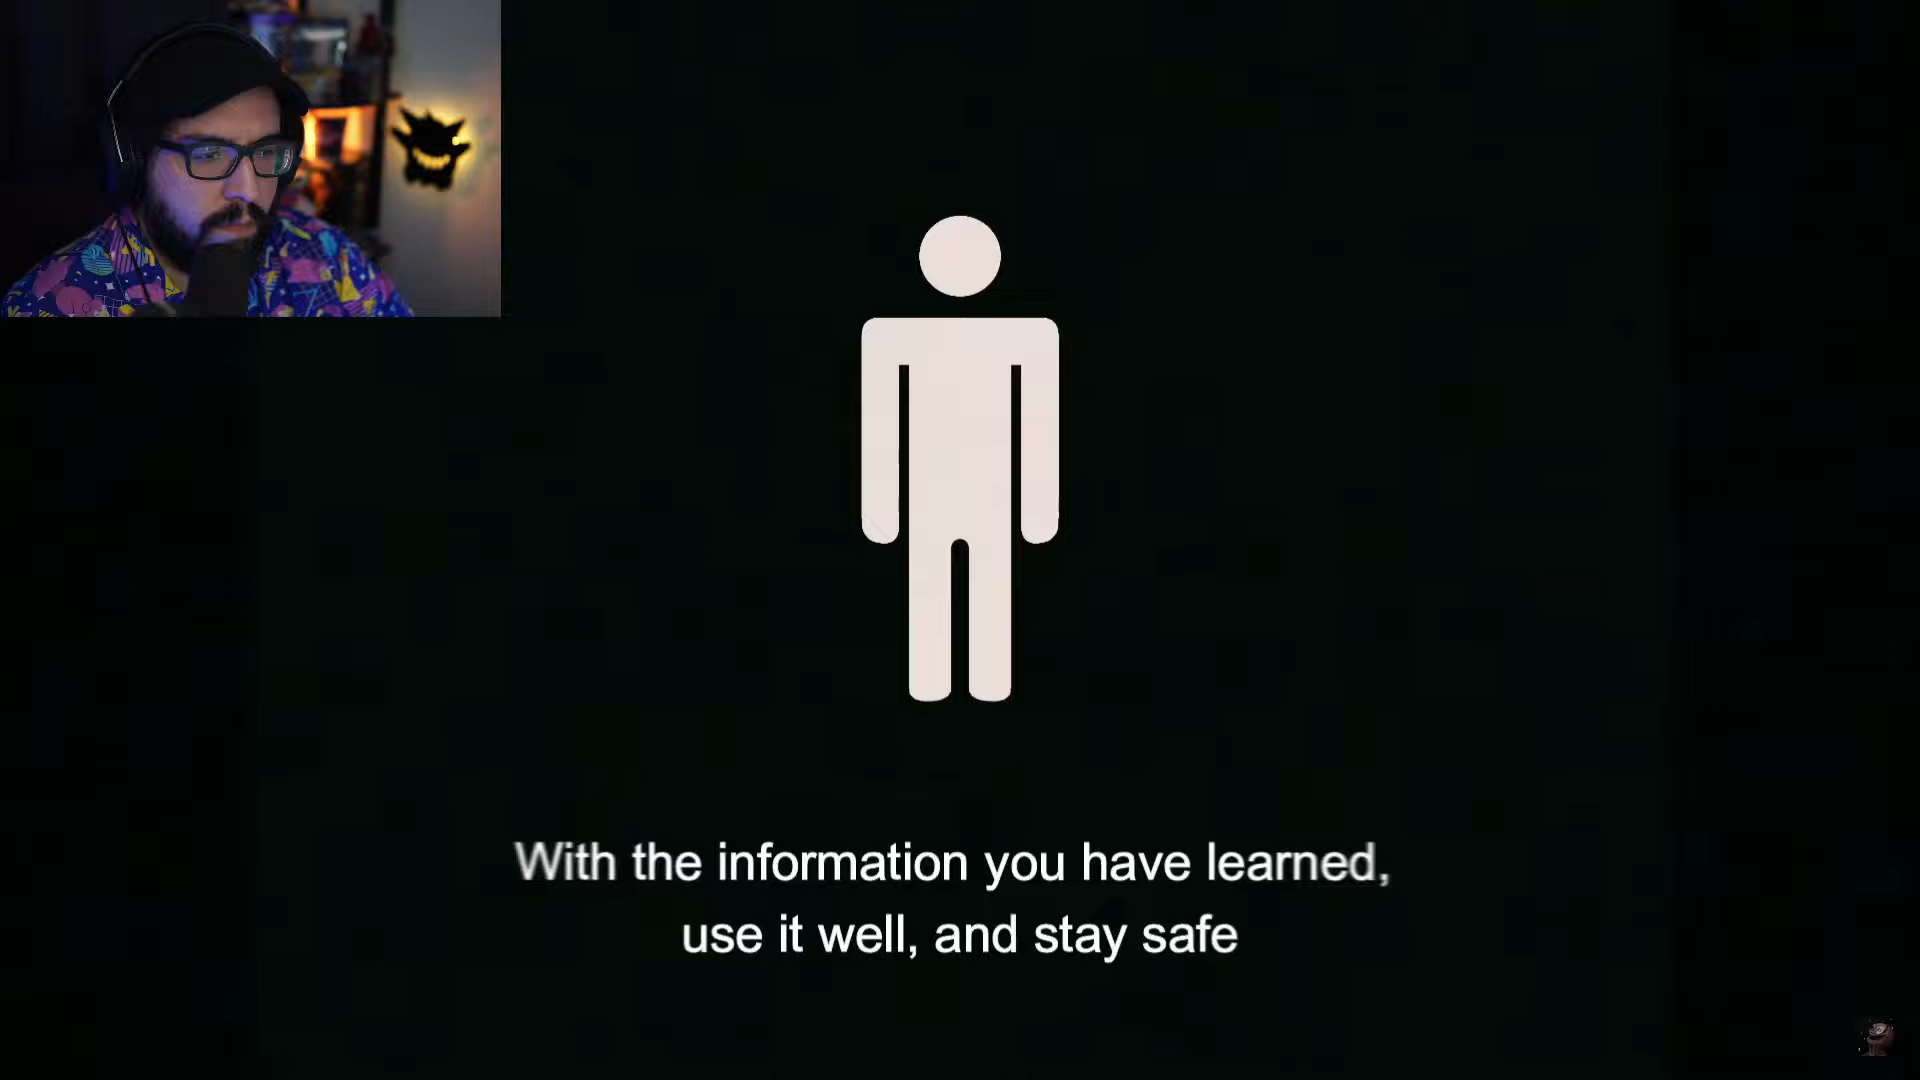 With the information you have learned,
use it well, and stay safe